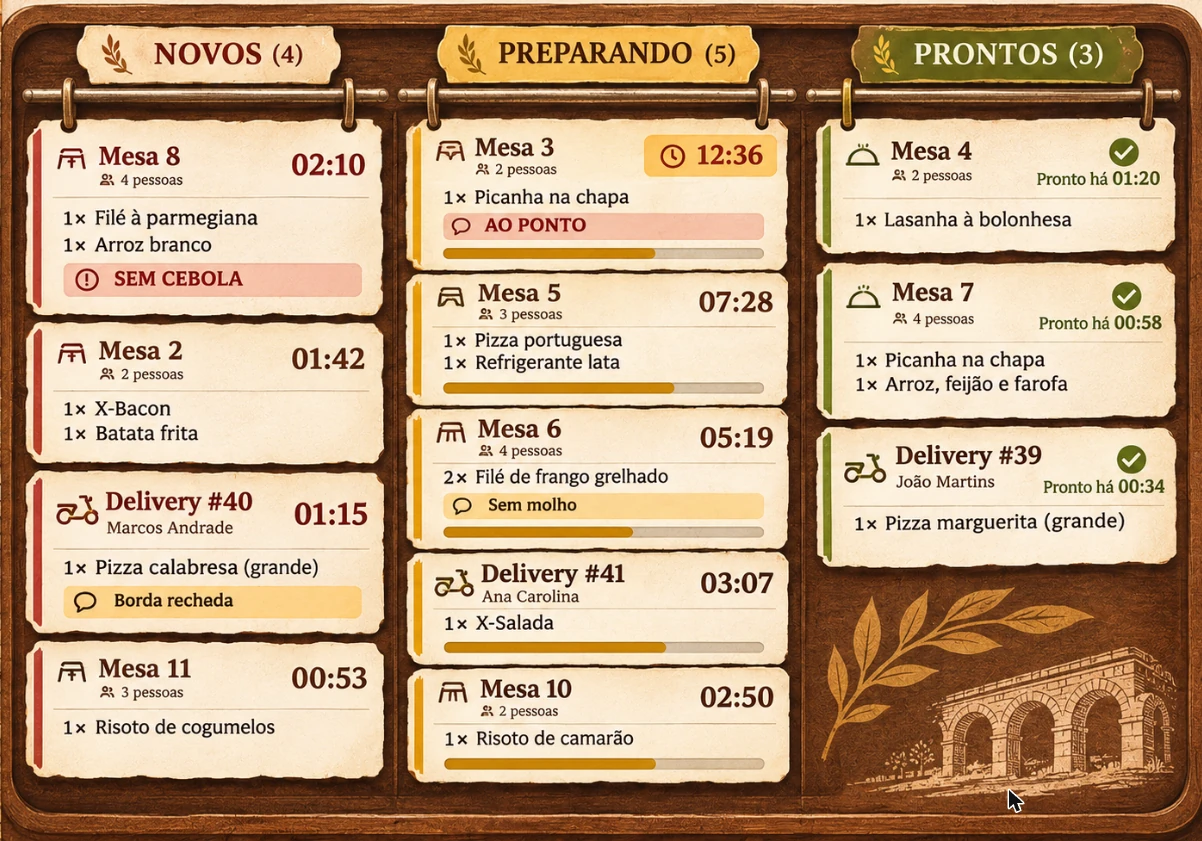 NOVOS (4)
Mesa 8
4 pessoas
02:10
1× Filé à parmegiana
1× Arroz branco
SEM CEBOLA
Mesa 2
2 pessoas
01:42
1× X-Bacon
1× Batata frita
Delivery #40
Marcos Andrade
01:15
1× Pizza calabresa (grande)
Borda recheda
Mesa 11
3 pessoas
00:53
1× Risoto de cogumelos
PREPARANDO (5)
Mesa 3
2 pessoas
12:36
1× Picanha na chapa
AO PONTO
Mesa 5
3 pessoas
07:28
1× Pizza portuguesa
1× Refrigerante lata
Mesa 6
4 pessoas
05:19
2× Filé de frango grelhado
Sem molho
Delivery #41
Ana Carolina
03:07
1× X-Salada
Mesa 10
2 pessoas
02:50
1× Risoto de camarão
PRONTOS (3)
Mesa 4
2 pessoas
Pronto há 01:20
1× Lasanha à bolonhesa
Mesa 7
4 pessoas
Pronto há 00:58
1× Picanha na chapa
1× Arroz, feijão e farofa
Delivery #39
João Martins
Pronto há 00:34
1× Pizza marguerita (grande)